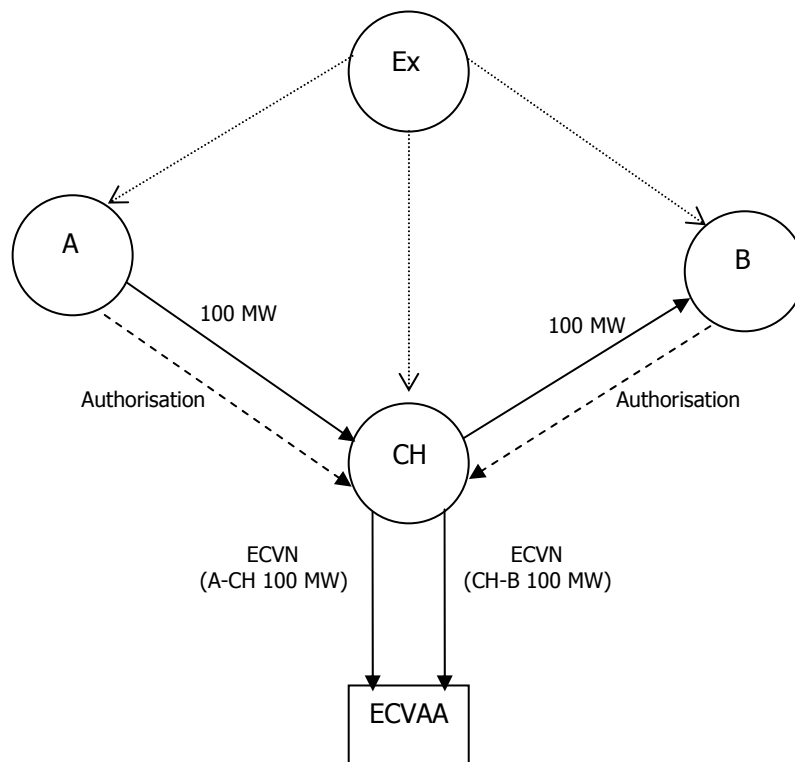 Ex
A
B
100 MW
100 MW
Authorisation
Authorisation
CH
ECVN
(A-CH 100 MW)
ECVN
(CH-B 100 MW)
ECVAA